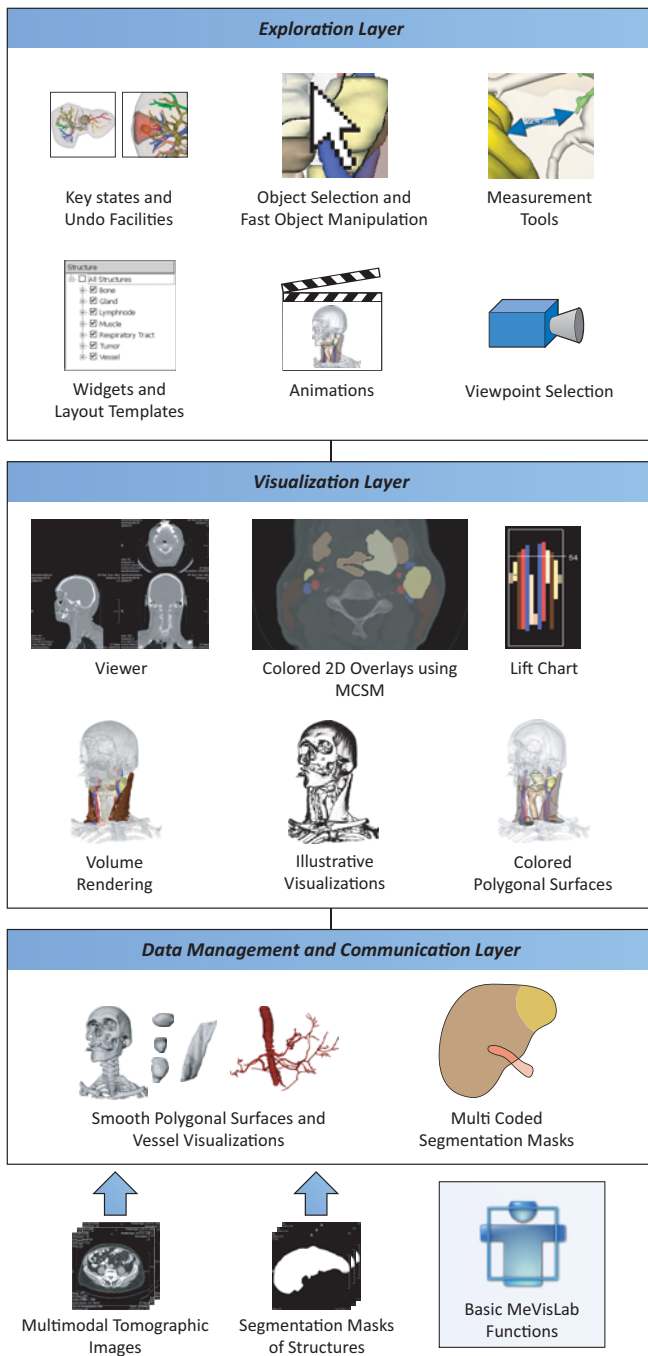 Exploration Layer
Key states and
Undo Facilities
Object Selection and
Fast Object Manipulation
Measurement
Tools
Structure
All Structures
Bone
Gland
Lymphnode
Muscle
Respiratory Tract
Tumor
Vessel
Widgets and
Layout Templates
Animations
Viewpoint Selection
Visualization Layer
54
Viewer
Colored 2D Overlays using
MCSM
Lift Chart
Volume
Rendering
Illustrative
Visualizations
Colored
Polygonal Surfaces
Data Management and Communication Layer
Smooth Polygonal Surfaces and
Vessel Visualizations
Multi Coded
Segmentation Masks
Multimodal Tomographic
Images
Segmentation Masks
of Structures
Basic MeVisLab
Functions